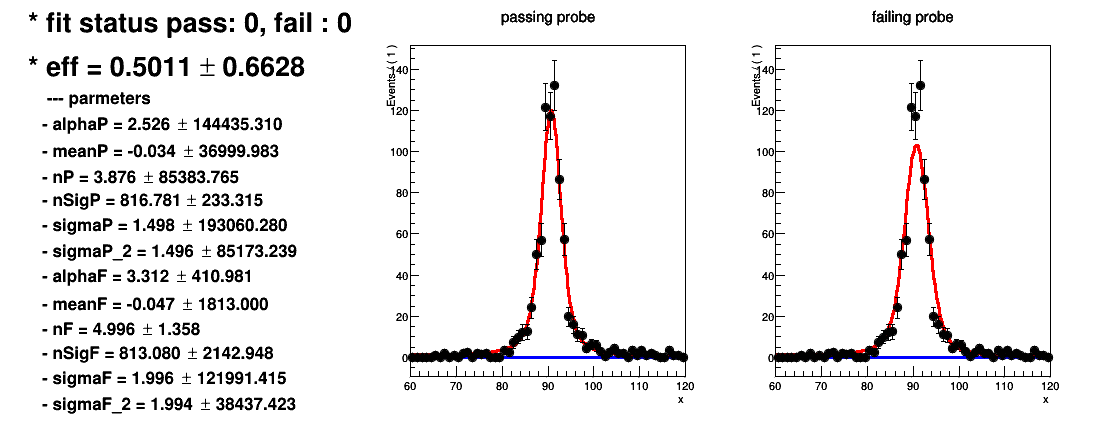 * fit status pass: 0, fail : 0
* eff = 0.5011 ± 0.6628
--- parmeters
- alphaP = 2.526 ± 144435.310
- meanP = -0.034 ± 36999.983
- nP = 3.876 ± 85383.765
- nSigP = 816.781 ± 233.315
- sigmaP = 1.498 ± 193060.280
- sigmaP_2 = 1.496 ± 85173.239
- alphaF = 3.312 ± 410.981
- meanF = -0.047 ± 1813.000
- nF = 4.996 ± 1.358
- nSigF = 813.080 ± 2142.948
- sigmaF = 1.996 ± 121991.415
- sigmaF_2 = 1.994 ± 38437.423
passing probe
Events / ( 1 )
140
120
100
80
60
40
20
0
60 70 80 90 100 110 120
x
failing probe
Events / ( 1 )
140
120
100
80
60
40
20
0
60 70 80 90 100 110 120
x